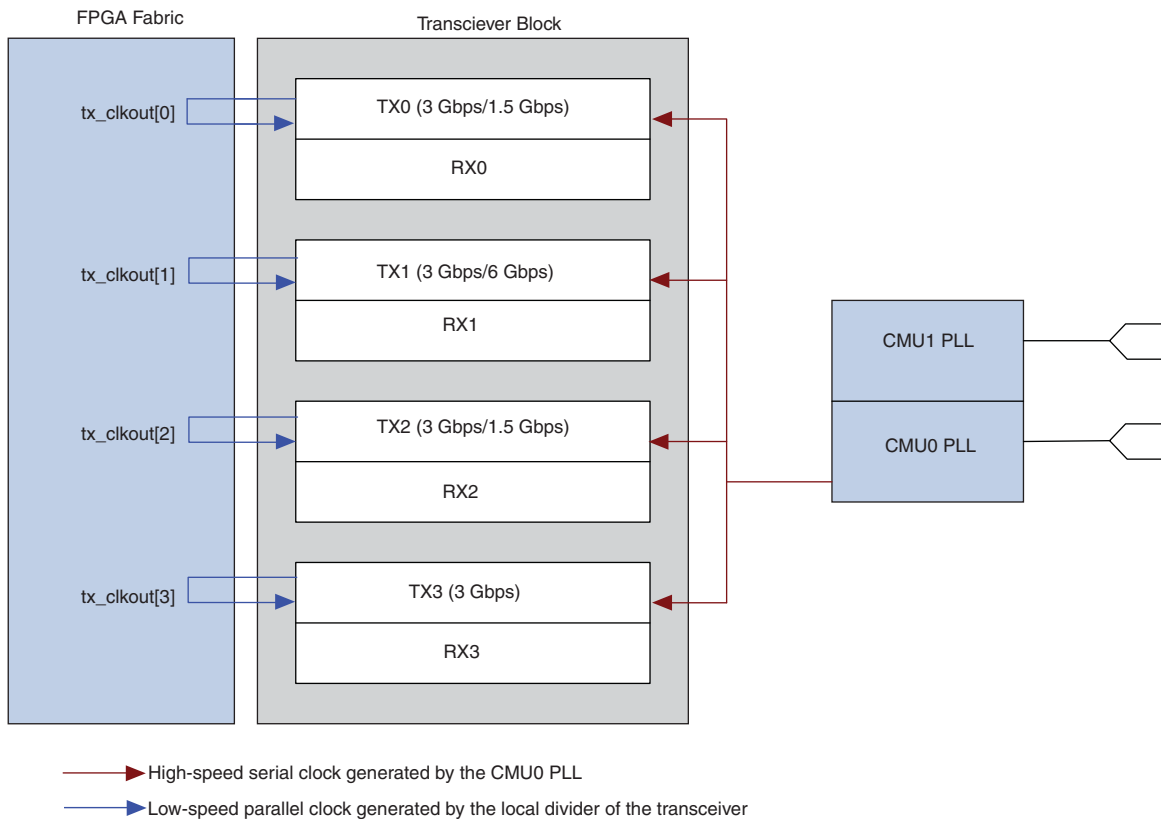 FPGA Fabric
Transciever Block
tx_clkout[0]
TX0 (3 Gbps/1.5 Gbps)
RX0
tx_clkout[1]
TX1 (3 Gbps/6 Gbps)
RX1
CMU1 PLL
tx_clkout[2]
TX2 (3 Gbps/1.5 Gbps)
CMU0 PLL
RX2
tx_clkout[3]
TX3 (3 Gbps)
RX3
High-speed serial clock generated by the CMU0 PLL
Low-speed parallel clock generated by the local divider of the transceiver